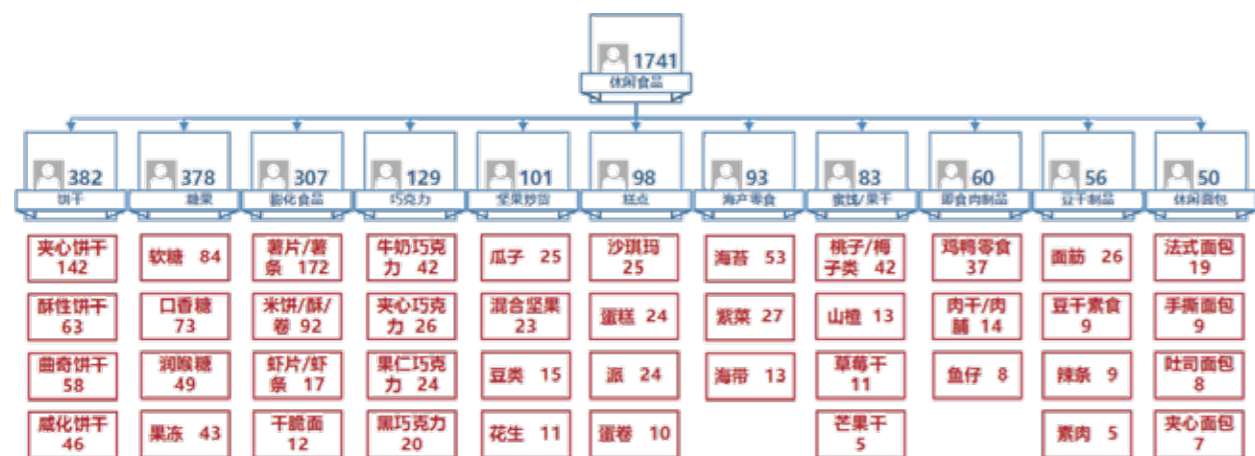 1741
休闲食品
382
378
307
129
101
98
93
83
60
56
50
饼干
糖果
膨化食品
巧克力
坚果炒货
糕点
海产零食
蜜饯/果干
即食肉制品
豆干制品
休闲面包
夹心饼干
142
软糖 84
薯片/薯
条 172
牛奶巧克
力 42
瓜子 25
沙琪玛
25
海苔 53
桃子/梅
子类 42
鸡鸭零食
37
面筋 26
法式面包
19
酥性饼干
63
口香糖
73
米饼/酥/
卷 92
夹心巧克
力 26
混合坚果
23
蛋糕 24
紫菜 27
山楂 13
肉干/肉
脯 14
豆干素食
9
手撕面包
9
曲奇饼干
58
润喉糖
49
虾片/虾
条 17
果仁巧克
力 24
豆类 15
派 24
海带 13
草莓干
11
鱼仔 8
辣条 9
吐司面包
8
威化饼干
46
果冻 43
干脆面
12
黑巧克力
20
花生 11
蛋卷 10
芒果干
5
素肉 5
夹心面包
7